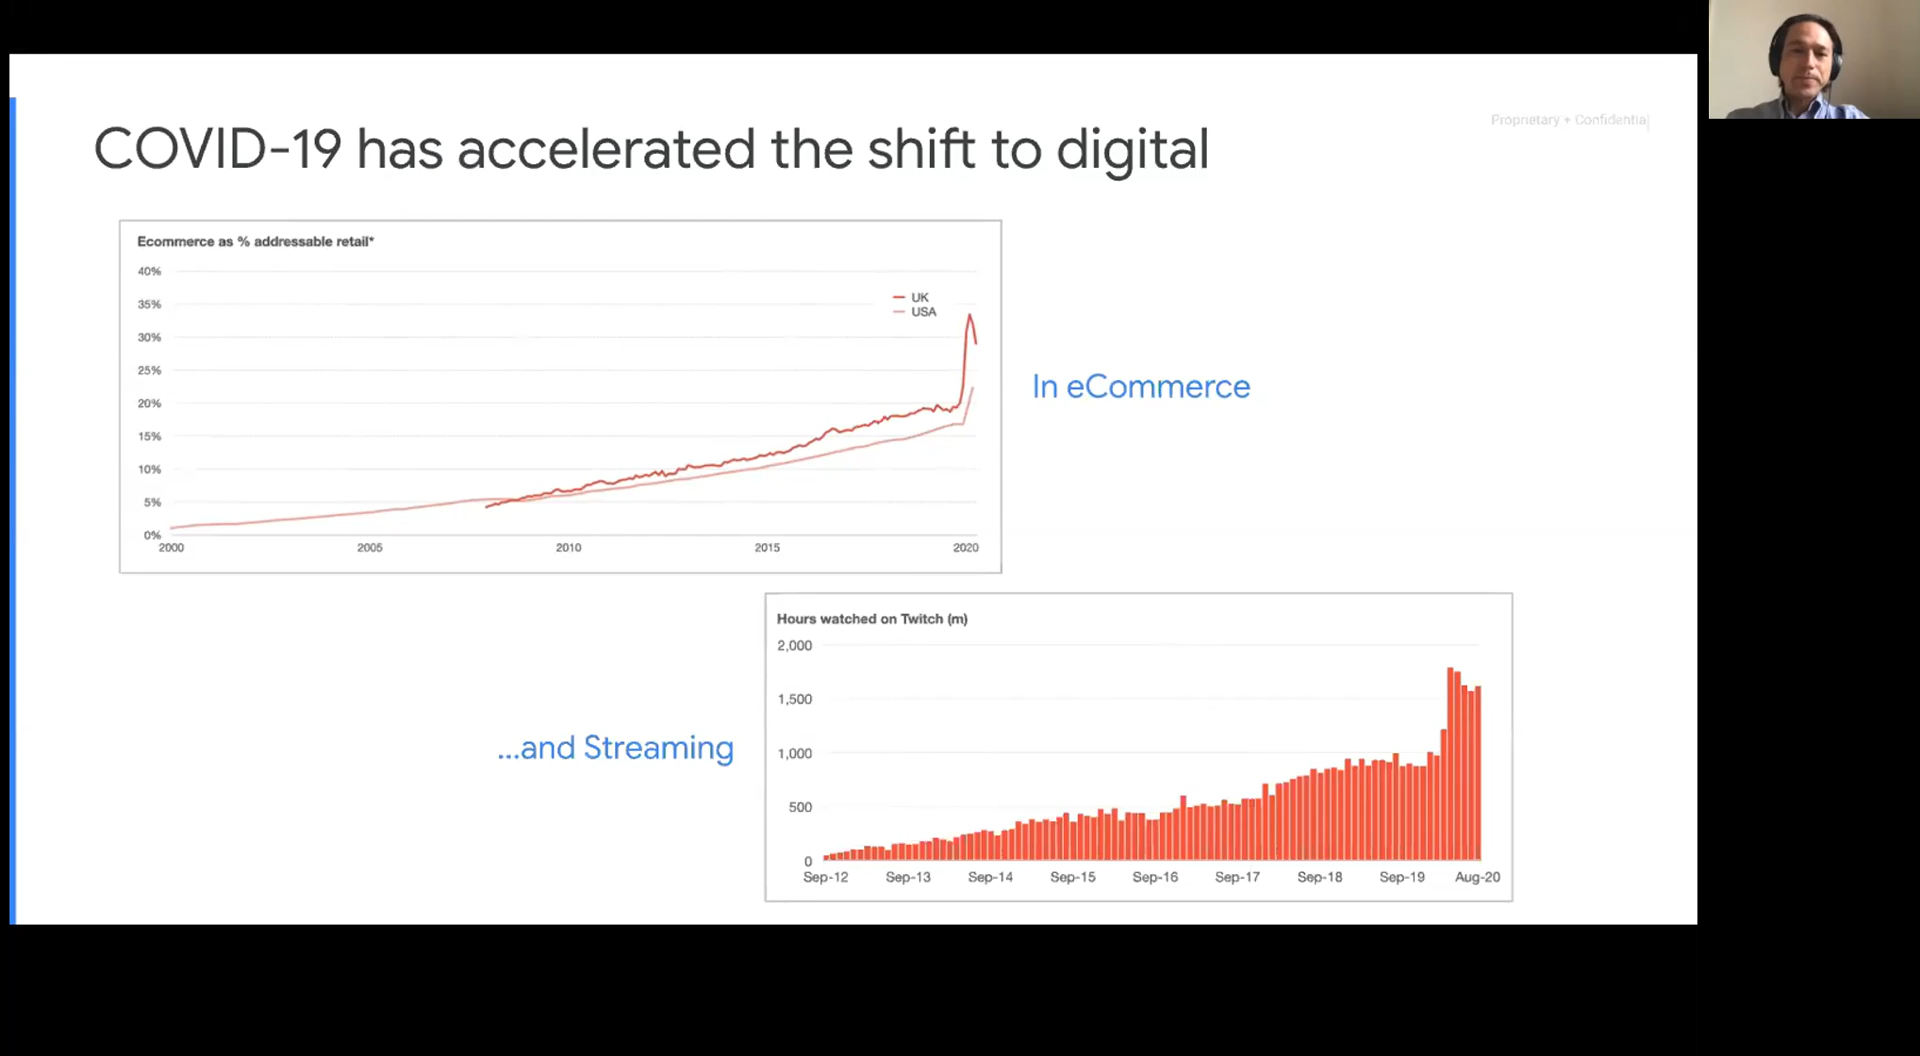 Proprietary + Confidential
COVID-19 has accelerated the shift to digital
Ecommerce as % addressable retail*
40%
35%
30%
25%
20%
15%
10%
5%
0%
UK
USA
2000 2005 2010 2015 2020
In eCommerce
...and Streaming
Hours watched on Twitch (m)
2,000
1,500
1,000
500
0
Sep-12 Sep-13 Sep-14 Sep-15 Sep-16 Sep-17 Sep-18 Sep-19 Aug-20